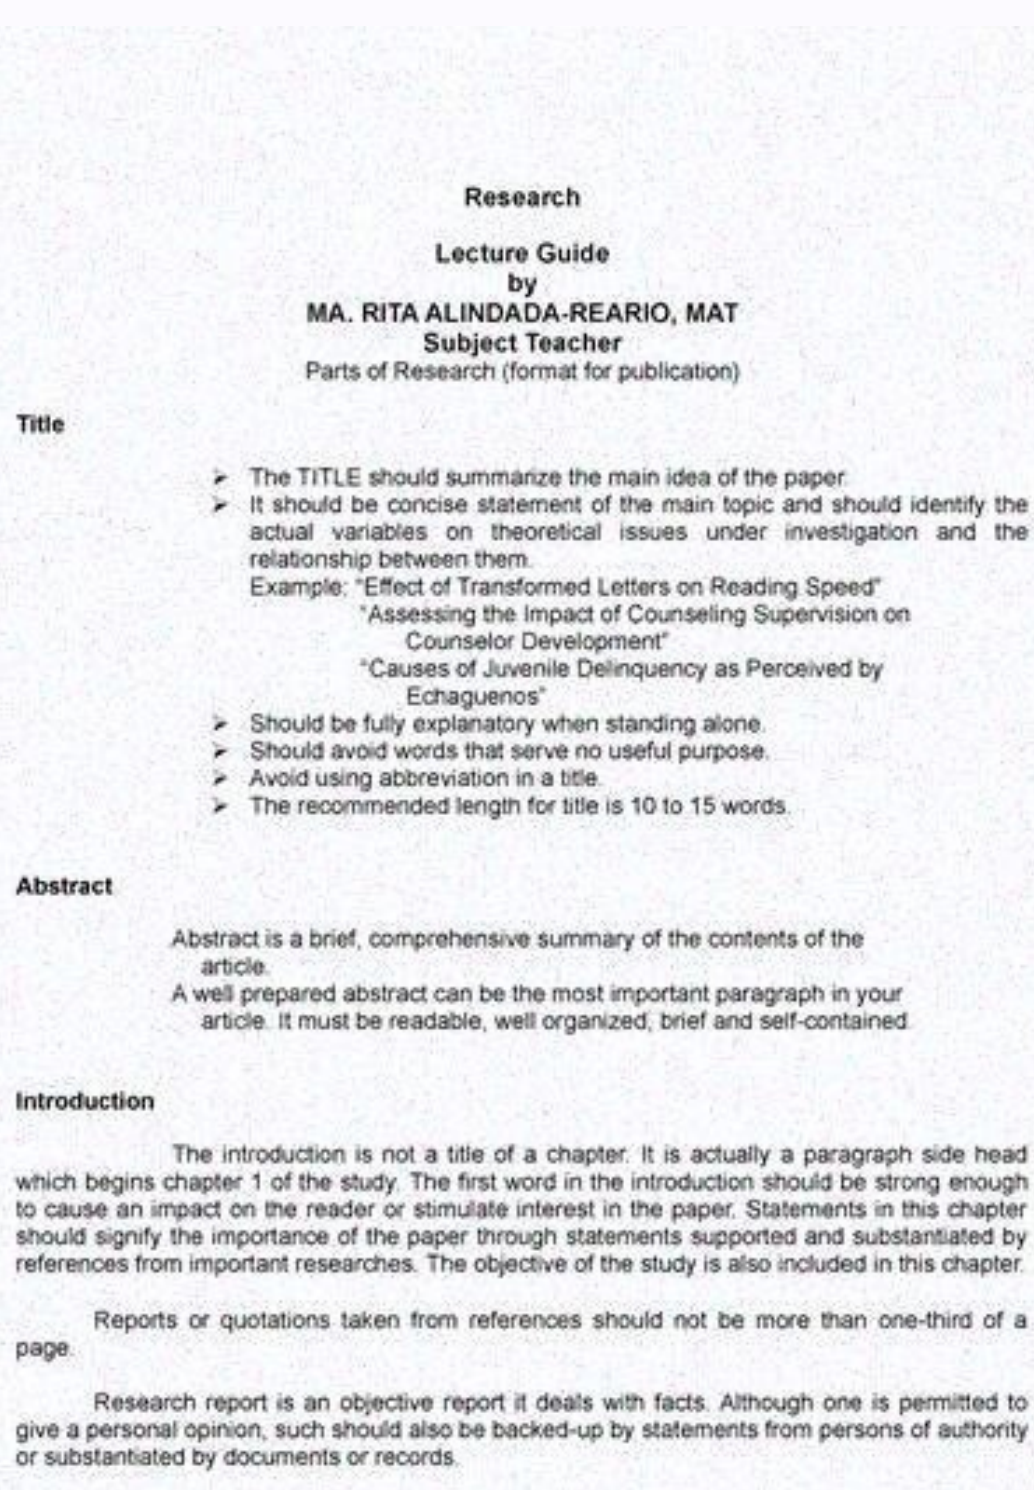 Research
Lecture Guide
by
MA. RITA ALINDADA-REARIO, MAT
Subject Teacher
Parts of Research (format for publication)
Title
➢ The TITLE should summarize the main idea of the paper.
➢ It should be concise statement of the main topic and should identify the
actual variables on theoretical issues under investigation and the
relationship between them.
Example: "Effect of Transformed Letters on Reading Speed"
"Assessing the Impact of Counseling Supervision on
Counselor Development"
"Causes of Juvenile Delinquency as Perceived by
Echaguenos"
➢ Should be fully explanatory when standing alone.
➢ Should avoid words that serve no useful purpose.
➢ Avoid using abbreviation in a title.
➢ The recommended length for title is 10 to 15 words.
Abstract
Abstract is a brief, comprehensive summary of the contents of the
article.
A well prepared abstract can be the most important paragraph in your
article. It must be readable, well organized, brief and self-contained.
Introduction
The introduction is not a title of a chapter. It is actually a paragraph side head
which begins chapter 1 of the study. The first word in the introduction should be strong enough
to cause an impact on the reader or stimulate interest in the paper. Statements in this chapter
should signify the importance of the paper through statements supported and substantiated by
references from important researches. The objective of the study is also included in this chapter.
Reports or quotations taken from references should not be more than one-third of a
page.
Research report is an objective report it deals with facts. Although one is permitted to
give a personal opinion, such should also be backed-up by statements from persons of authority
or substantiated by documents or records.